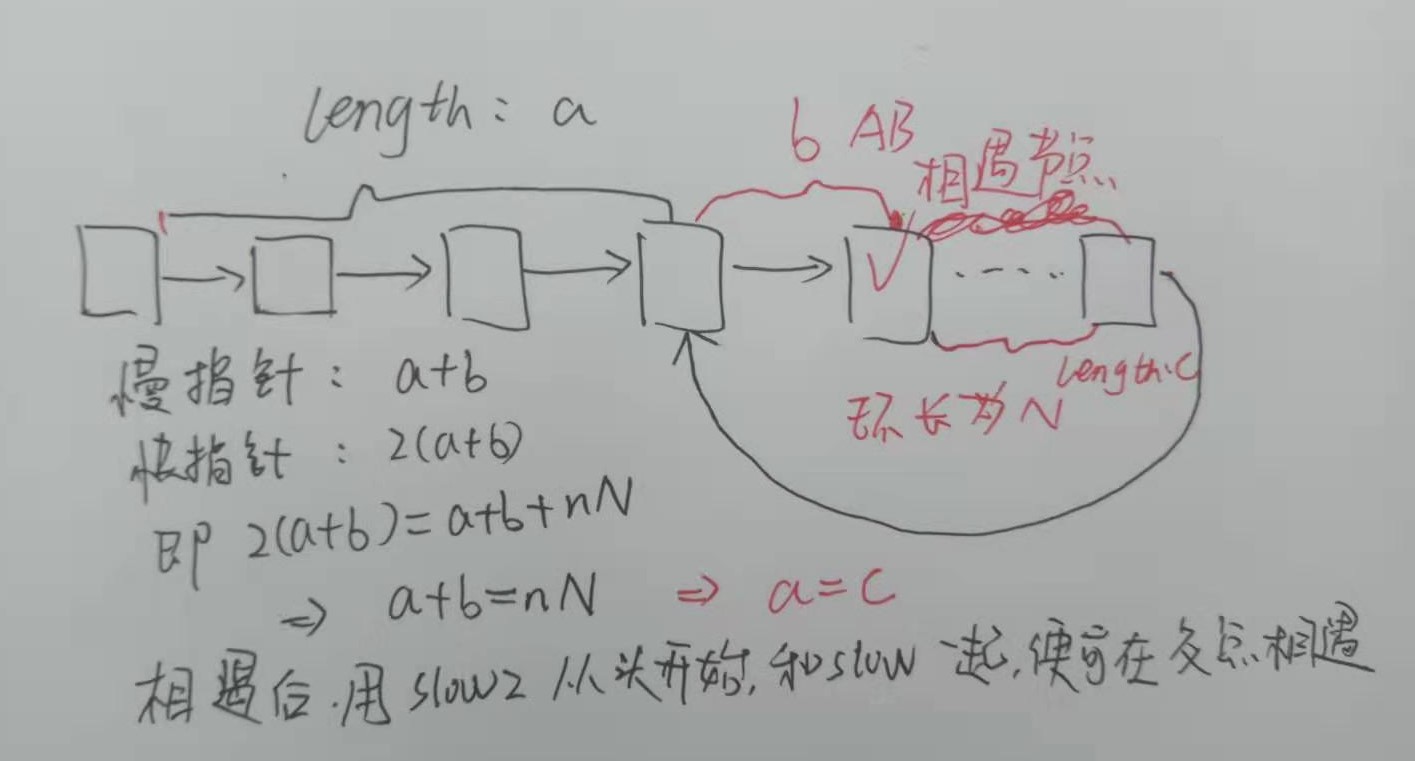 length: a
b AB
相遇节点
length: C
环长为N
慢指针: a+b
快指针: 2(a+b)
即 2(a+b)=a+b+nN
⇒ a+b=nN ⇒ a=C
相遇后.用slow2从头开始,和slow一起,便可在交点相遇